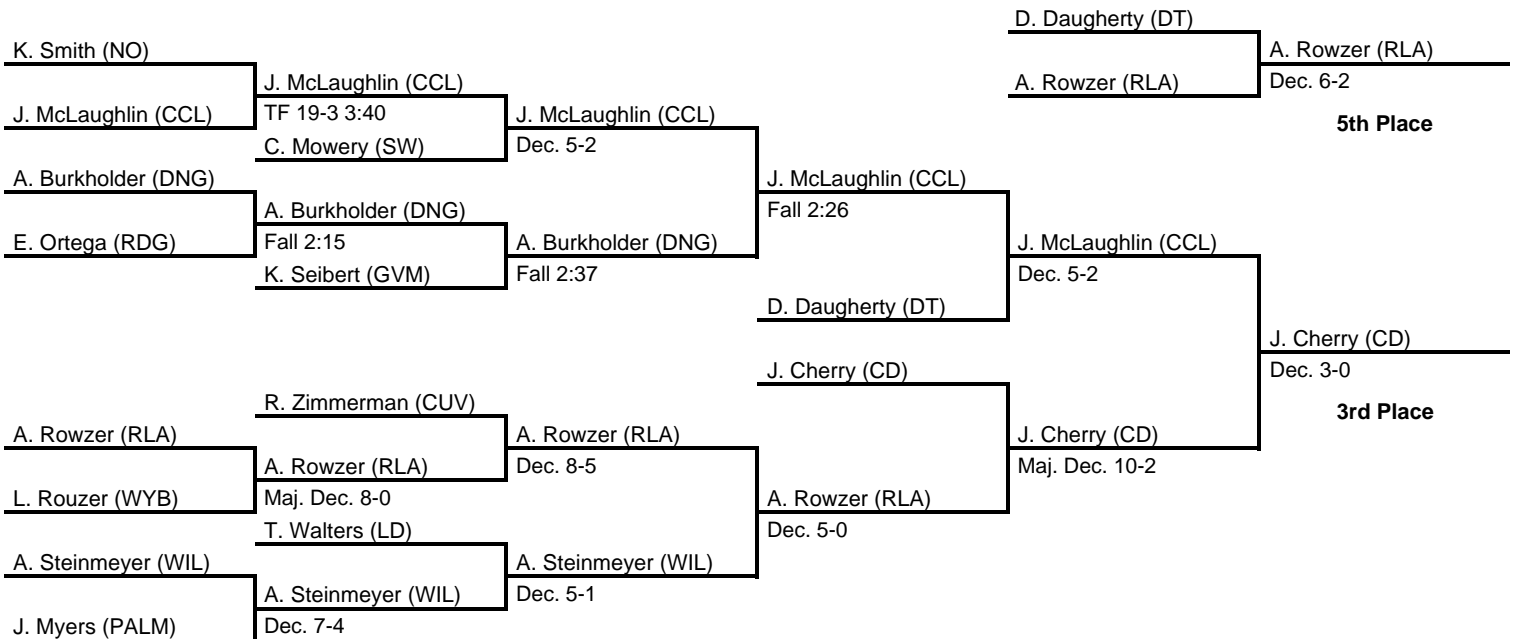 D. Daugherty (DT)
K. Smith (NO)
A. Rowzer (RLA)
J. McLaughlin (CCL)
A. Rowzer (RLA)
Dec. 6-2
J. McLaughlin (CCL)
TF 19-3 3:40
J. McLaughlin (CCL)
5th Place
C. Mowery (SW)
Dec. 5-2
A. Burkholder (DNG)
J. McLaughlin (CCL)
A. Burkholder (DNG)
Fall 2:26
E. Ortega (RDG)
Fall 2:15
A. Burkholder (DNG)
J. McLaughlin (CCL)
K. Seibert (GVM)
Fall 2:37
Dec. 5-2
D. Daugherty (DT)
J. Cherry (CD)
J. Cherry (CD)
Dec. 3-0
R. Zimmerman (CUV)
3rd Place
A. Rowzer (RLA)
A. Rowzer (RLA)
J. Cherry (CD)
A. Rowzer (RLA)
Dec. 8-5
Maj. Dec. 10-2
L. Rouzer (WYB)
Maj. Dec. 8-0
A. Rowzer (RLA)
T. Walters (LD)
Dec. 5-0
A. Steinmeyer (WIL)
A. Steinmeyer (WIL)
A. Steinmeyer (WIL)
Dec. 5-1
J. Myers (PALM)
Dec. 7-4